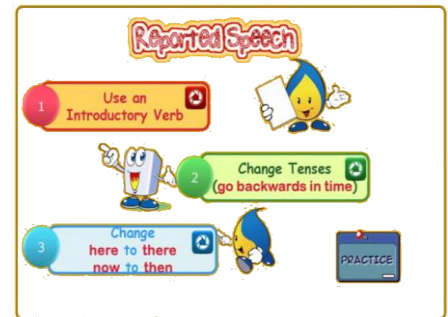 Reported Speech
1
Use an
Introductory Verb
2
Change Tenses
(go backwards in time)
3
Change
here to there
now to then
PRACTICE